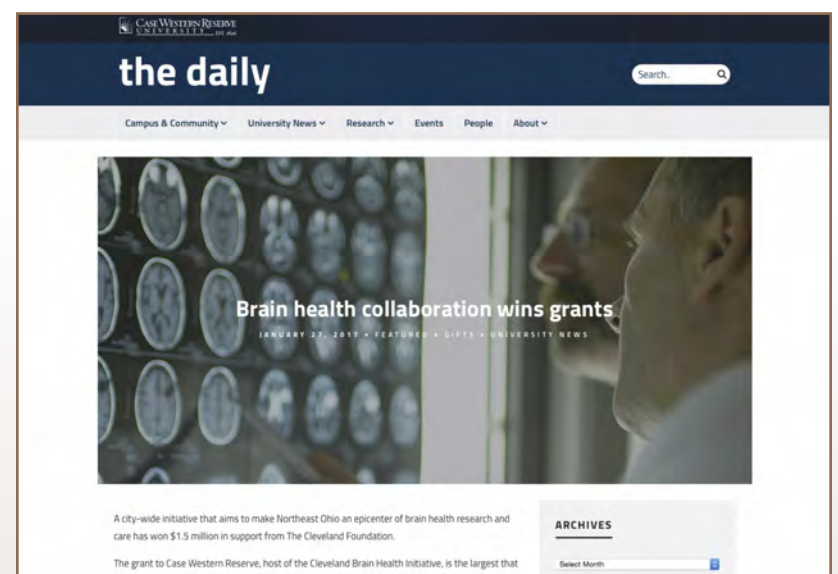 CASE WESTERN RESERVE
UNIVERSITY EST. 1826
the daily
Search..
Campus & Community University News Research Events People About
Brain health collaboration wins grants
JANUARY 27, 2017 • FEATURED • GIFTS • UNIVERSITY NEWS
A city-wide initiative that aims to make Northeast Ohio an epicenter of brain health research and
care has won $1.5 million in support from The Cleveland Foundation.
ARCHIVES
Select Month
The grant to Case Western Reserve, host of the Cleveland Brain Health Initiative, is the largest that